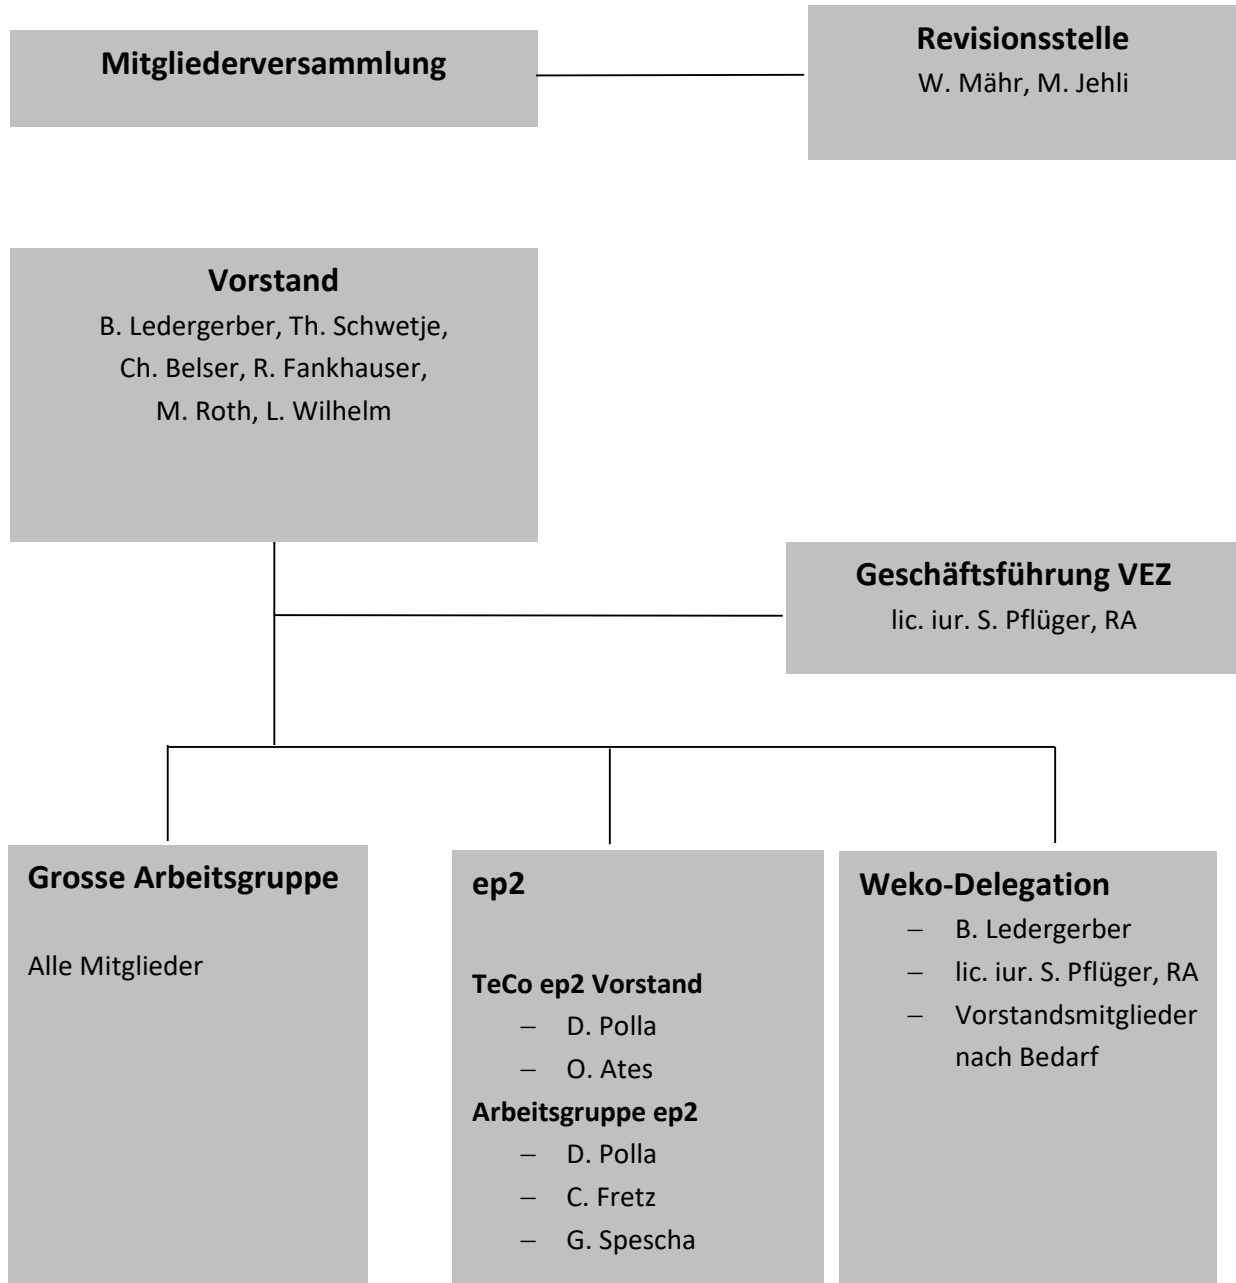 Mitgliederversammlung
Revisionsstelle
W. Mähr, M. Jehli
Vorstand
B. Ledergerber, Th. Schwetje,
Ch. Belser, R. Fankhauser,
M. Roth, L. Wilhelm
Geschäftsführung VEZ
lic. iur. S. Pflüger, RA
Grosse Arbeitsgruppe
Alle Mitglieder
ep2
TeCo ep2 Vorstand
– D. Polla
– O. Ates
Arbeitsgruppe ep2
– D. Polla
– C. Fretz
– G. Spescha
Weko-Delegation
– B. Ledergerber
– lic. iur. S. Pflüger, RA
– Vorstandsmitglieder
nach Bedarf